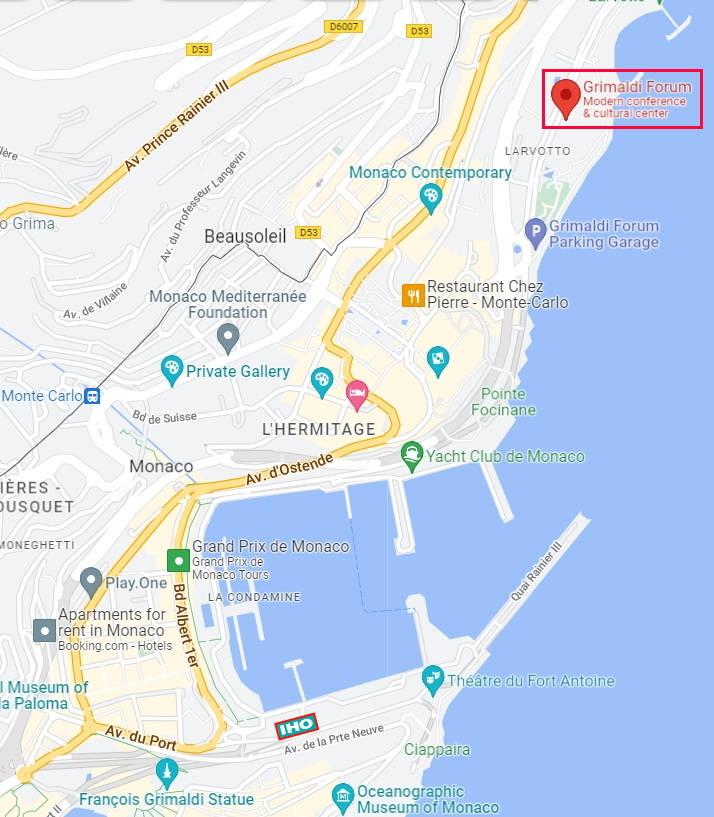 D6007
D53
D53
Av. Prince Rainier III
Grimaldi Forum
Modern conference
& cultural center
LARVOTTO
Av. du Professeur Langevin
Monaco Contemporary
o Grima
Beausoleil
D53
Grimaldi Forum
Parking Garage
P
Av. de Villaine
Restaurant Chez
Pierre - Monte-Carlo
Monaco Mediterranée
Foundation
Private Gallery
Monte Carlo
Pointe
Focinane
Bd de Suisse
L'HERMITAGE
Yacht Club de Monaco
Av. d'Ostende
Monaco
IÈRES -
OUSQUET
MONEGHETTI
Quai Rainier III
Grand Prix de Monaco
Grand Prix de
Monaco Tours
Play.One
LA CONDAMINE
Bd Albert 1er
Apartments for
rent in Monaco
Booking.com - Hotels
Théâtre du Fort Antoine
l Museum of
la Paloma
IHO
Av. du Port
Av. de la Prte Neuve
Ciappaira
François Grimaldi Statue
Oceanographic
Museum of Monaco